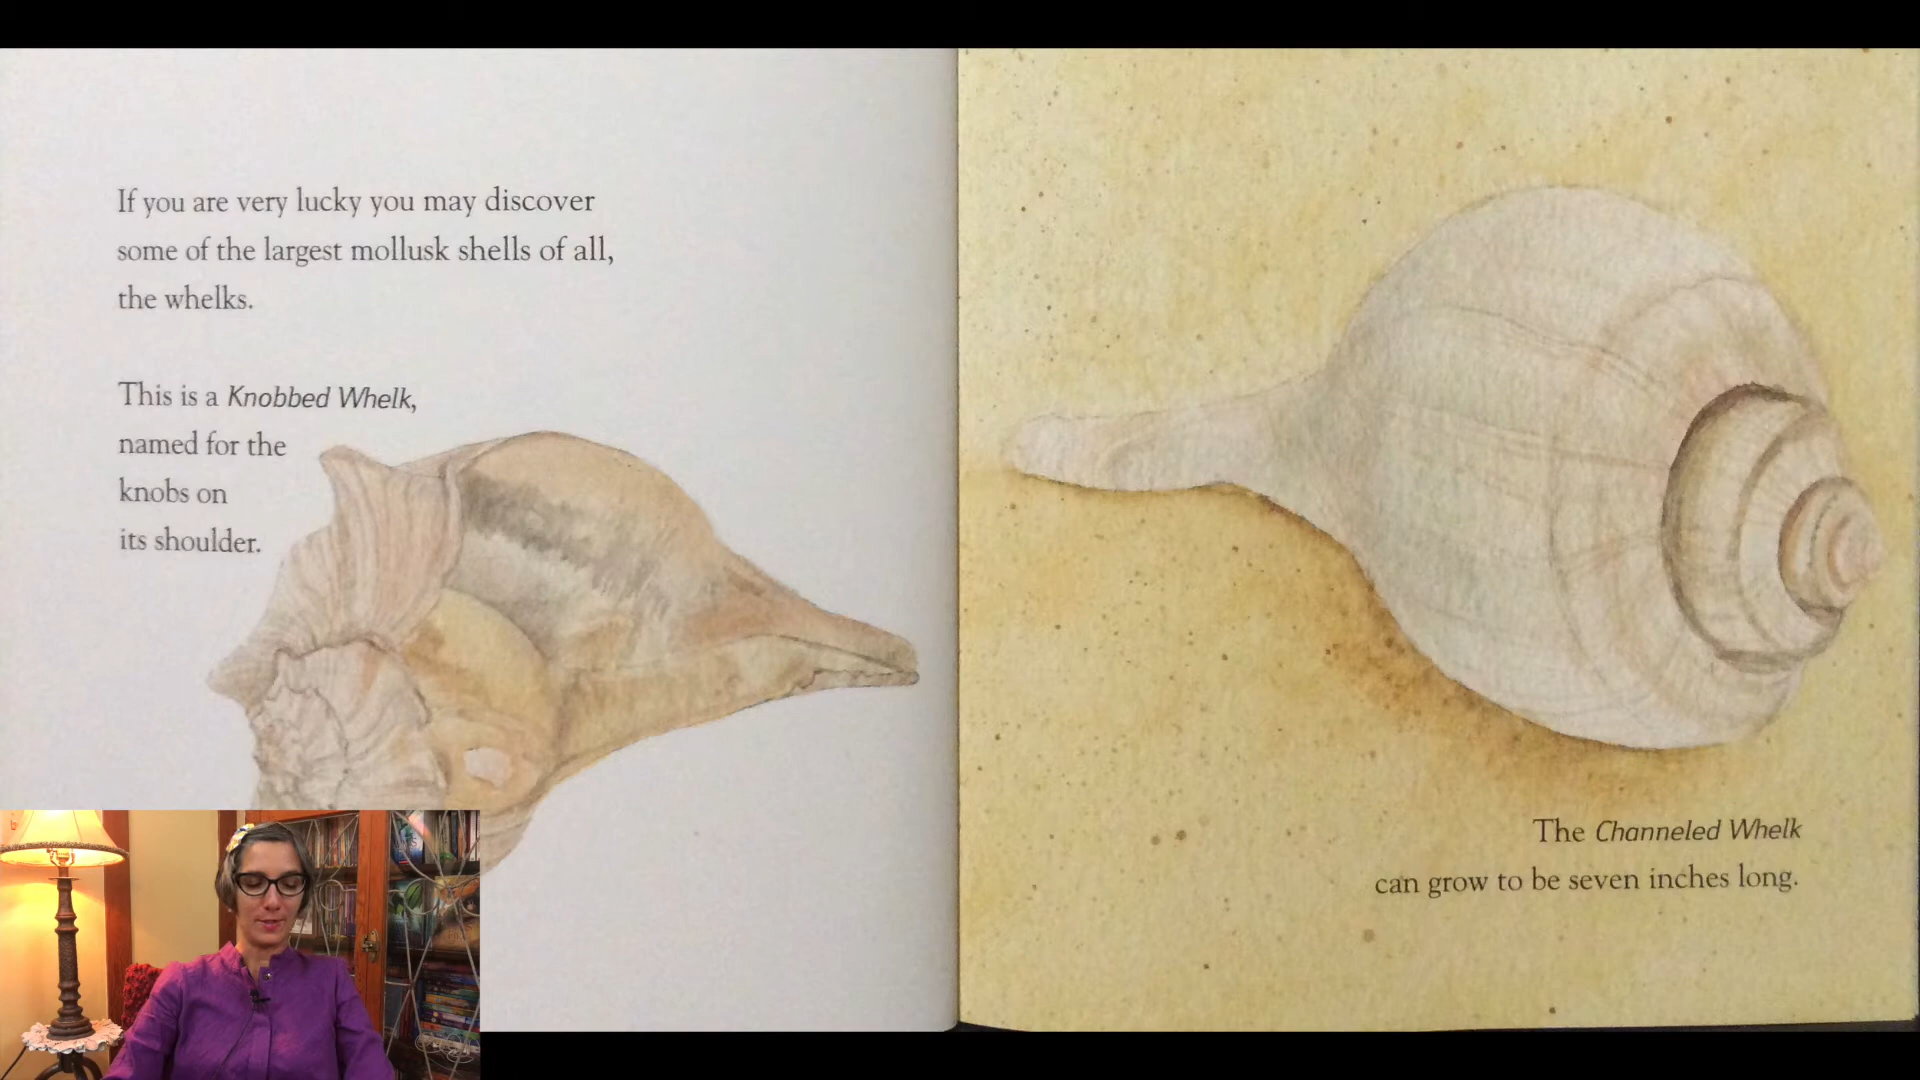 If you are very lucky you may discover
some of the largest mollusk shells of all,
the whelks.
This is a Knobbed Whelk,
named for the
knobs on
its shoulder.
The Channeled Whelk
can grow to be seven inches long.